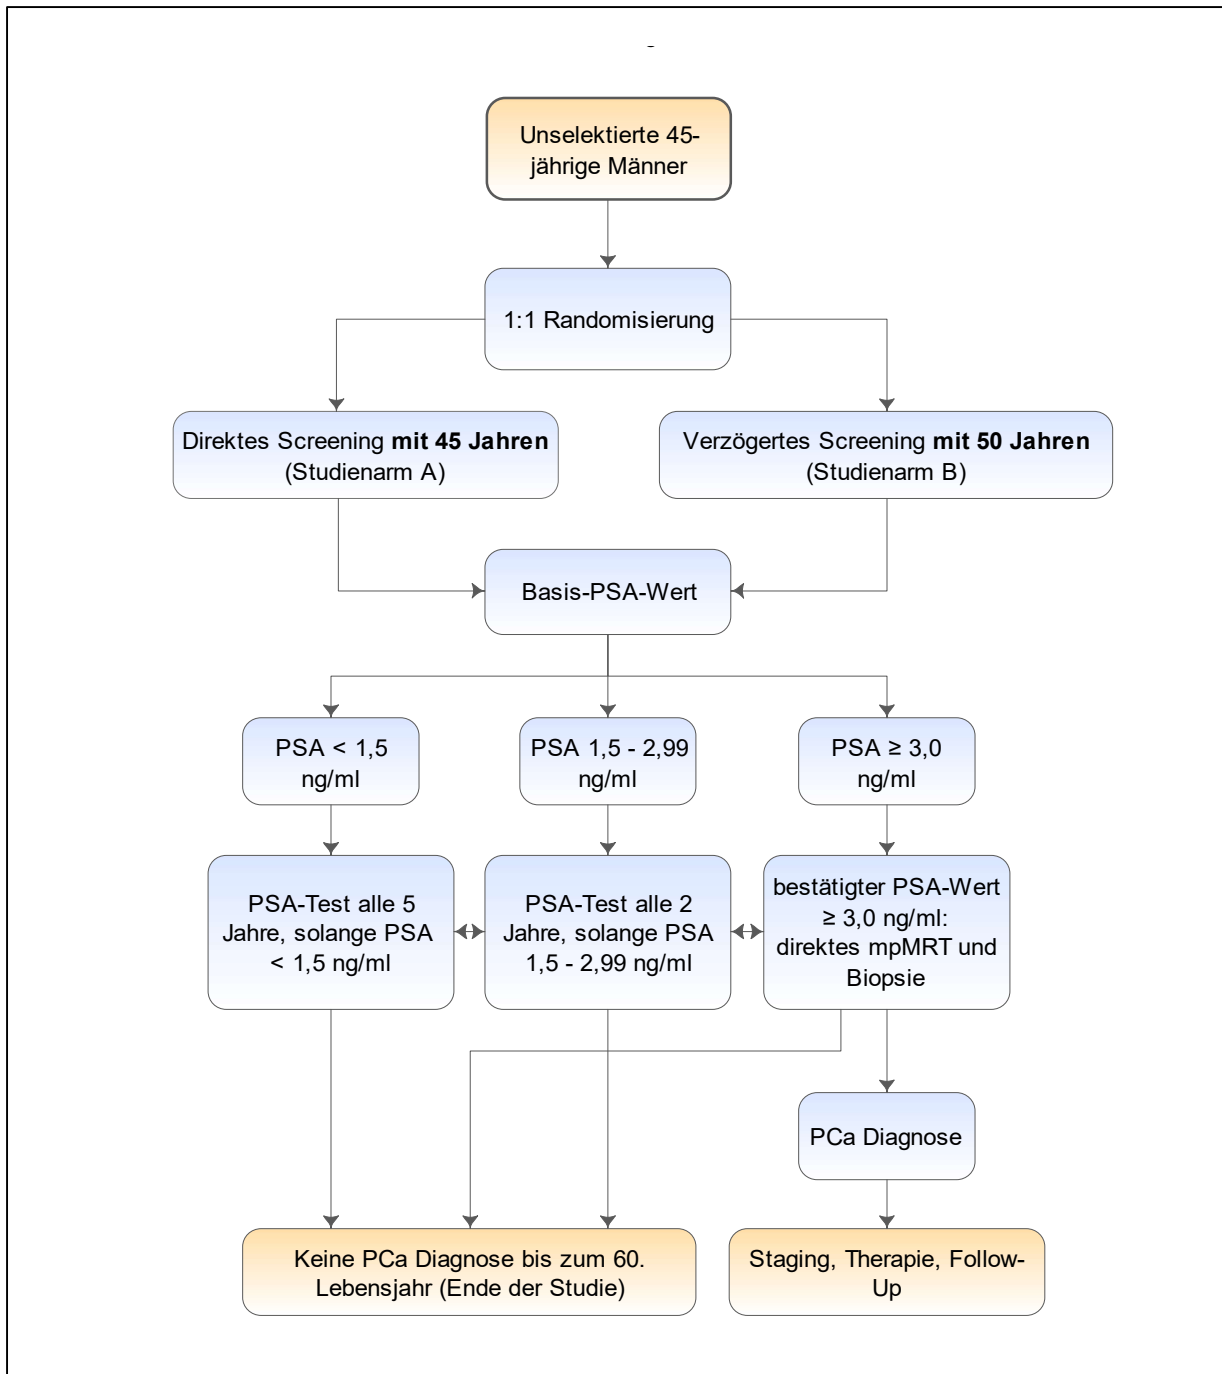 Unselektierte 45-
jährige Männer
1:1 Randomisierung
Direktes Screening mit 45 Jahren
(Studienarm A)
Verzögertes Screening mit 50 Jahren
(Studienarm B)
Basis-PSA-Wert
PSA < 1,5
ng/ml
PSA 1,5 - 2,99
ng/ml
PSA ≥ 3,0
ng/ml
PSA-Test alle 5
Jahre, solange PSA
< 1,5 ng/ml
PSA-Test alle 2
Jahre, solange PSA
1,5 - 2,99 ng/ml
bestätigter PSA-Wert
≥ 3,0 ng/ml:
direktes mpMRT und
Biopsie
PCa Diagnose
Keine PCa Diagnose bis zum 60.
Lebensjahr (Ende der Studie)
Staging, Therapie, Follow-
Up